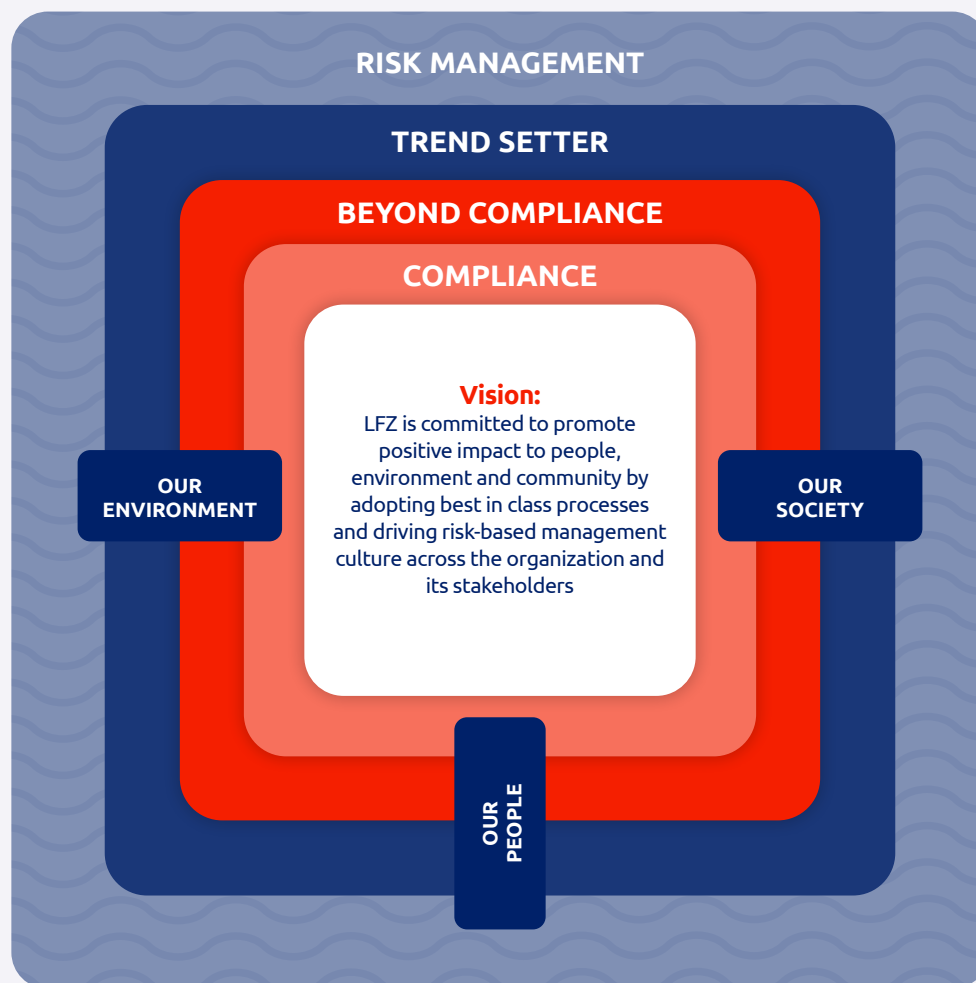 RISK MANAGEMENT
TREND SETTER
BEYOND COMPLIANCE
COMPLIANCE
Vision:
LFZ is committed to promote
positive impact to people,
environment and community by
adopting best in class processes
and driving risk-based management
culture across the organization and
its stakeholders
OUR
ENVIRONMENT
OUR
SOCIETY
OUR
PEOPLE